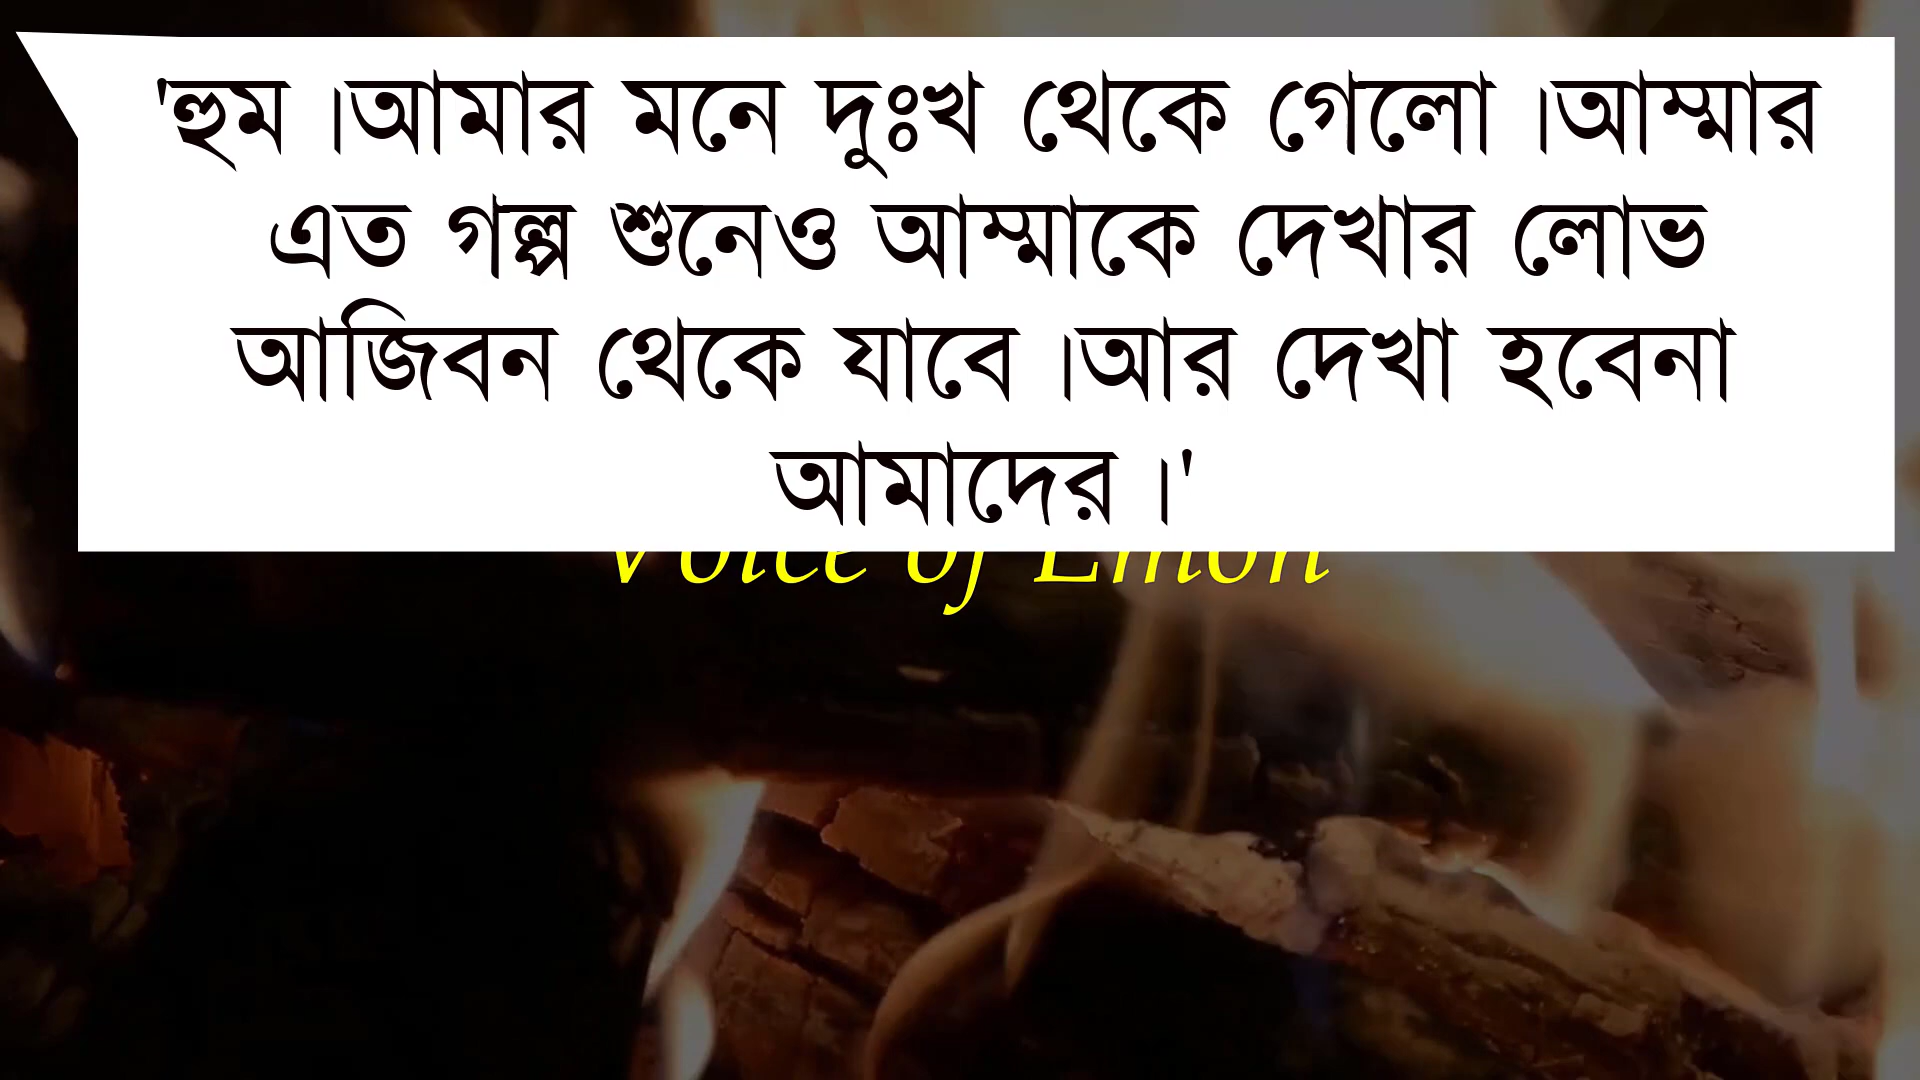 'হুম ।আমার মনে দুঃখ থেকে গেলো ।আম্মার
এত গল্প শুনেও আম্মাকে দেখার লোভ
আজিবন থেকে যাবে ।আর দেখা হবেনা
আমাদের ।'
Voice of Emon